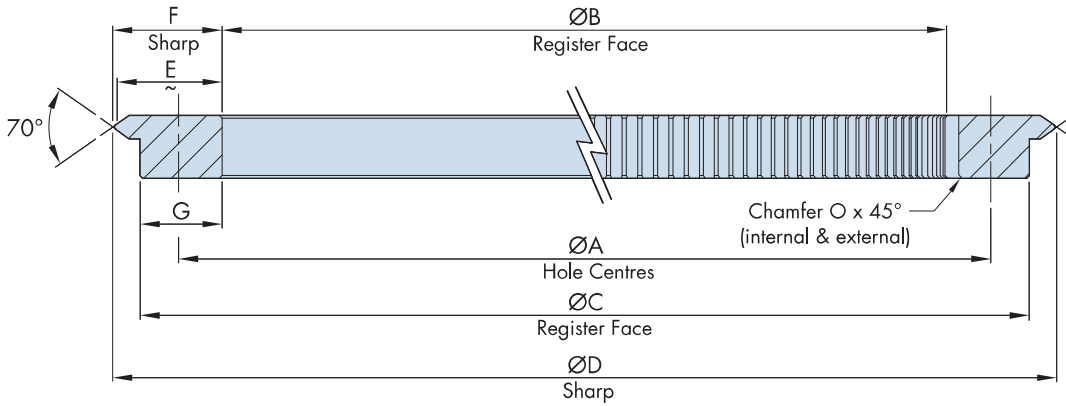 F
Sharp
ØB
Register Face
E
~
70°
G
Chamfer O x 45°
(internal & external)
ØA
Hole Centres
ØC
Register Face
ØD
Sharp